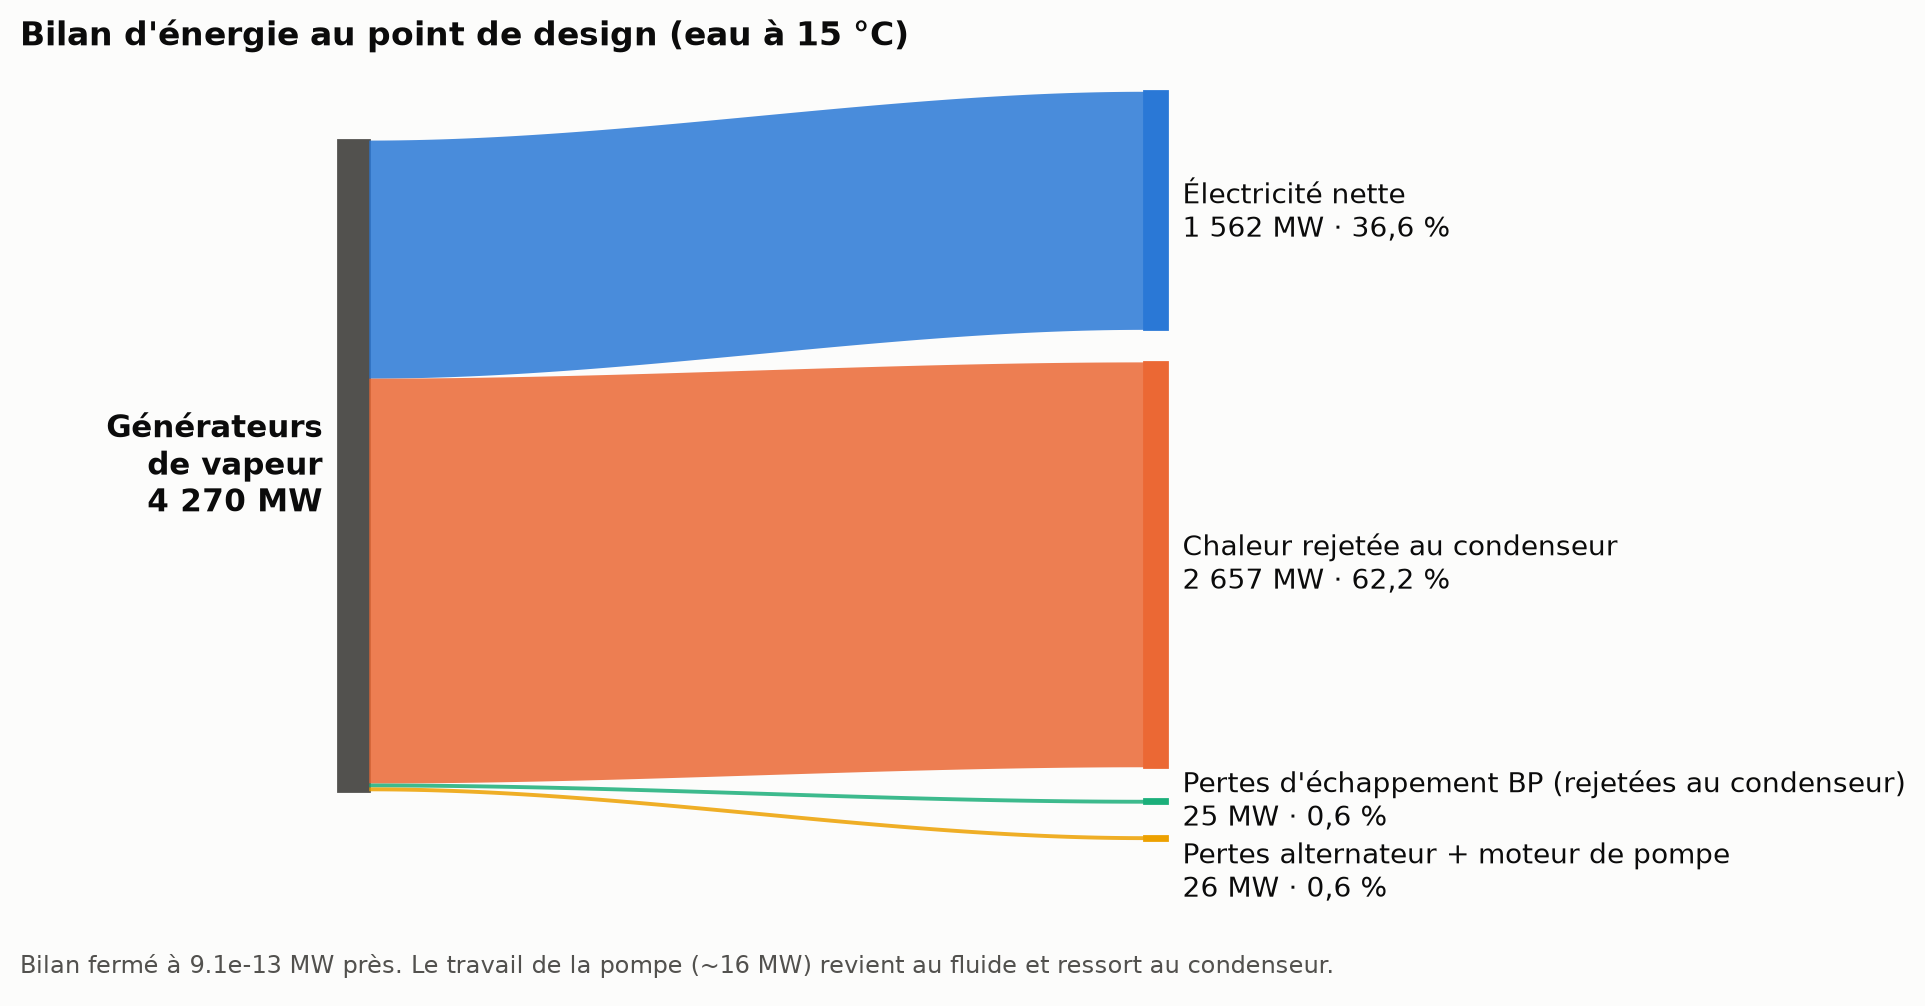 Bilan d'énergie au point de design (eau à 15 °C)
Générateurs
de vapeur
4 270 MW
Électricité nette
1 562 MW · 36,6 %
Chaleur rejetée au condenseur
2 657 MW · 62,2 %
Pertes d'échappement BP (rejetées au condenseur)
25 MW · 0,6 %
Pertes alternateur + moteur de pompe
26 MW · 0,6 %
Bilan fermé à 9.1e-13 MW près. Le travail de la pompe (~16 MW) revient au fluide et ressort au condenseur.